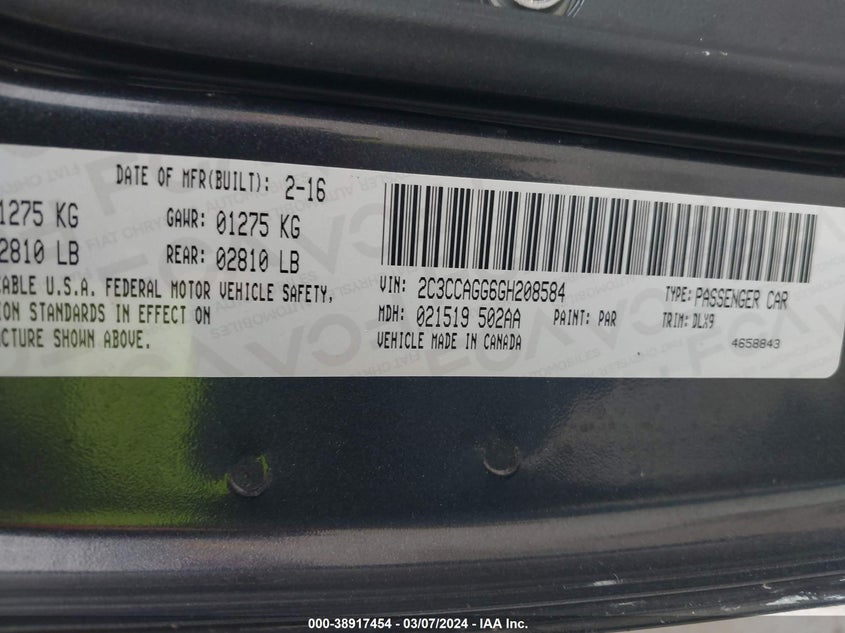 DATE OF MFR(BUILT): 2-16
1275 KG GAWR: 01275 KG
2810 LB REAR: 02810 LB
CABLE U.S.A. FEDERAL MOTOR VEHICLE SAFETY,
ION STANDARDS IN EFFECT ON
ACTURE SHOWN ABOVE.
VIN: 2C3CCAGG6GH208584 TYPE: PASSENGER CAR
MDH: 021519 502AA PAINT: PAR TRIM: DLX9
VEHICLE MADE IN CANADA 4658843
000-38917454 — 03/07/2024 — IAA Inc.